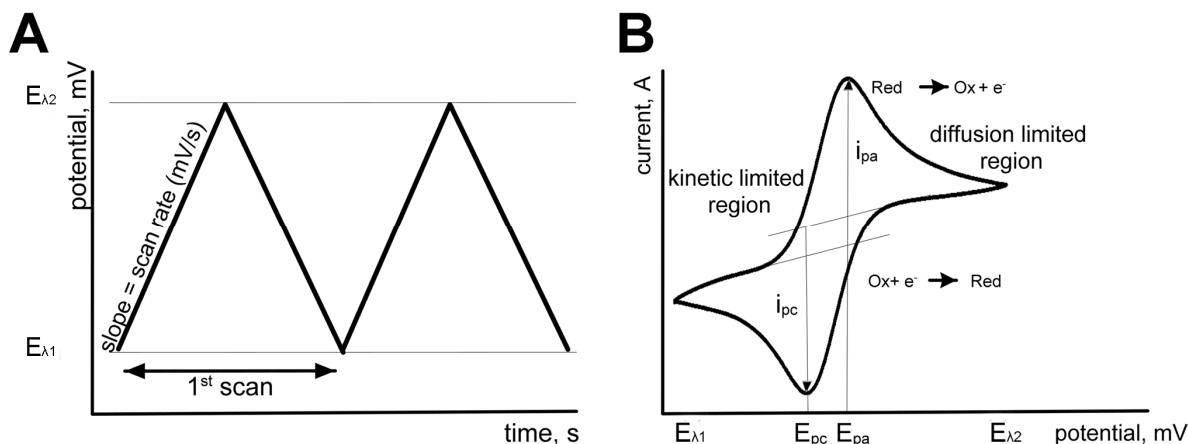 A
potential, mV
Eλ2
slope = scan rate (mV/s)
Eλ1
1st scan
time, s
B
current, A
Red → Ox + e-
diffusion limited
region
ipa
kinetic limited
region
Ox+ e- → Red
ipc
Eλ1
Epc
Epa
Eλ2
potential, mV